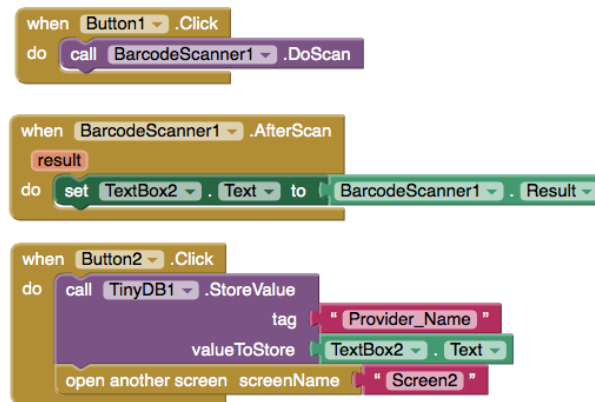 when Button1 .Click
do call BarcodeScanner1 .DoScan
when BarcodeScanner1 .AfterScan
result
do set TextBox2 . Text to BarcodeScanner1 . Result
when Button2 .Click
do call TinyDB1 .StoreValue
tag " Provider_Name "
valueToStore TextBox2 . Text
open another screen screenName " Screen2 "